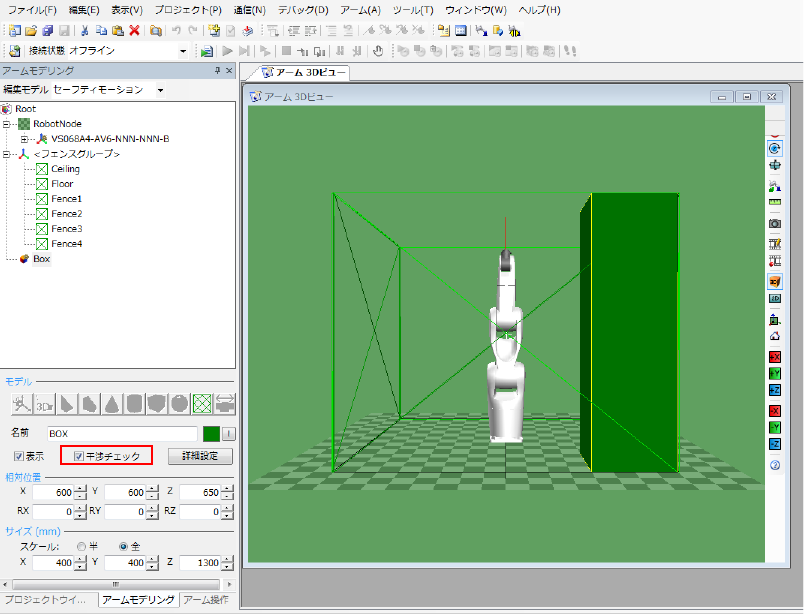 ファイル(F) 編集(E) 表示(V) プロジェクト(P) 通信(N) デバッグ(D) アーム(A) ツール(T) ウィンドウ(W) ヘルプ(H)
接続状態 オフライン
アームモデリング
編集モデル セーフティモーション
Root
RobotNode
VS068A4-AV6-NNN-NNN-B
<フェンスグループ>
Ceiling
Floor
Fence1
Fence2
Fence3
Fence4
Box
モデル
名前 BOX
表示 干渉チェック 詳細設定
相対位置
X 600 Y 600 Z 650
RX 0 RY 0 RZ 0
サイズ (mm)
スケール: 半 全
X 400 Y 400 Z 1300
プロジェクトウイ... アームモデリング アーム操作
アーム 3Dビュー
アーム 3Dビュー
3D
+X
+Y
+Z
-X
-Y
-Z